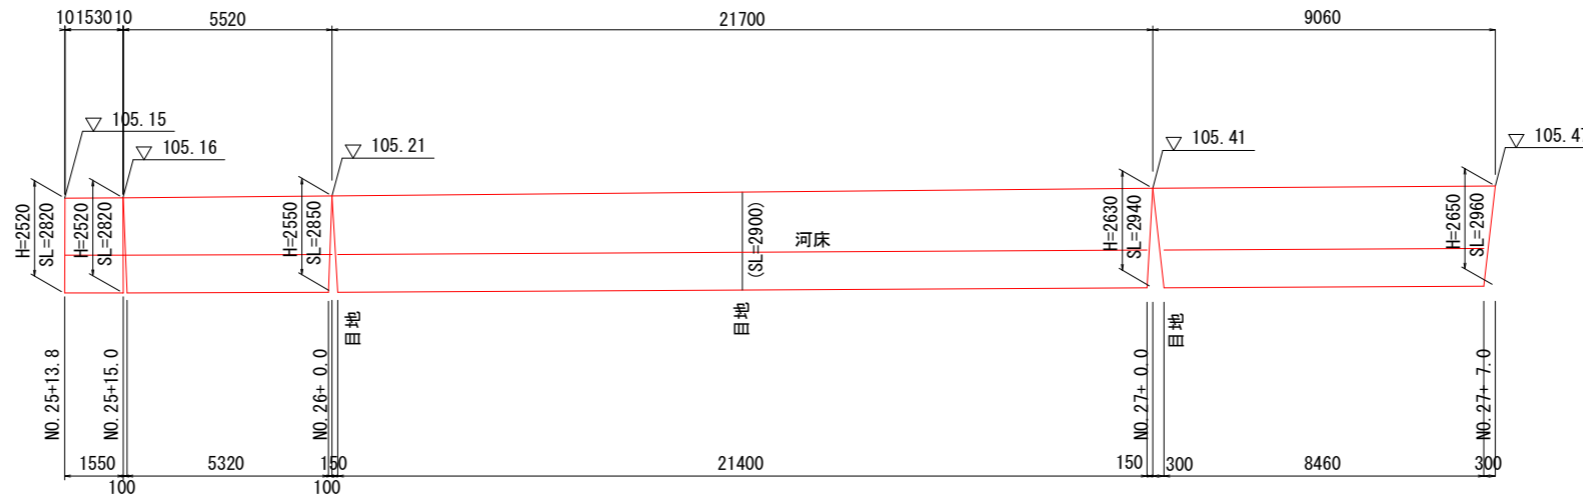 10 1530 10 5520 21700 9060
105.15
105.16
105.21
105.41
105.47
H=2520
SL=2820
H=2520
SL=2820
H=2550
SL=2850
(SL=2900)
河床
H=2630
SL=2940
H=2650
SL=2960
目地
目地
目地
NO.25+13.8
NO.25+15.0
NO.26+ 0.0
NO.27+ 0.0
NO.27+ 7.0
1550 5320 150 21400 150 300 8460 300
100 100